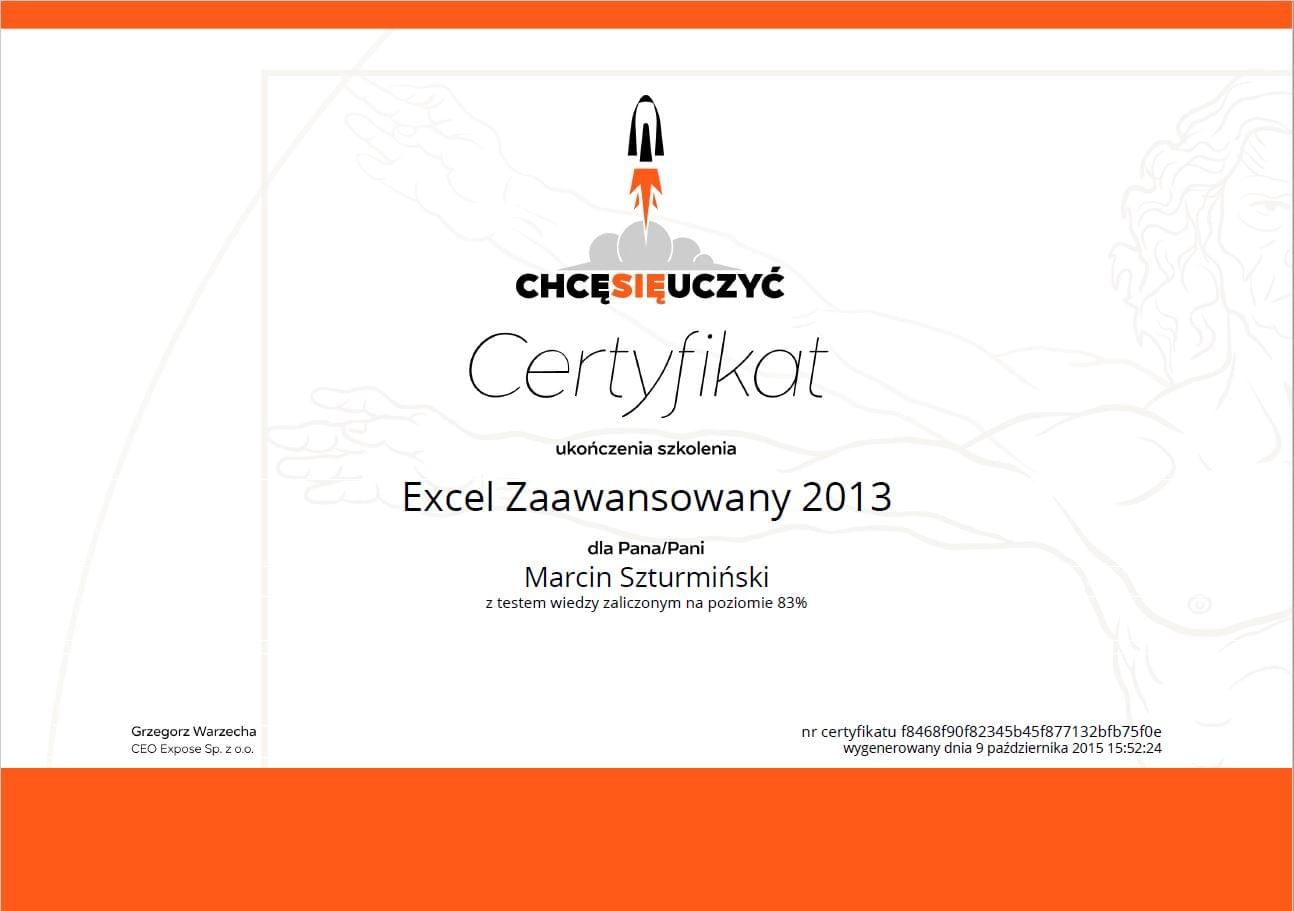 CHCĘSIĘUCZYĆ
Certyfikat
ukończenia szkolenia
Excel Zaawansowany 2013
dla Pana/Pani
Marcin Szturmiński
z testem wiedzy zaliczonym na poziomie 83%
Grzegorz Warzecha
CEO Expose Sp. z o.o.
nr certyfikatu f8468f90f82345b45f877132bfb75f0e
wygenerowany dnia 9 października 2015 15:52:24